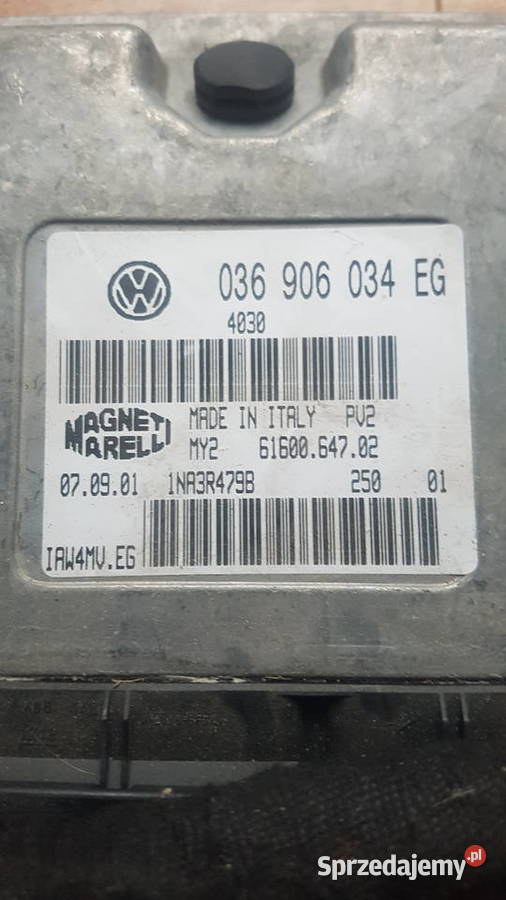 036 906 034 EG
4030
MAGNETI MARELLI
MADE IN ITALY PV2
MY2 61600.647.02
07.09.01 1NA3R479B 250 01
IAW4MV.EG
Sprzedajemy.pl